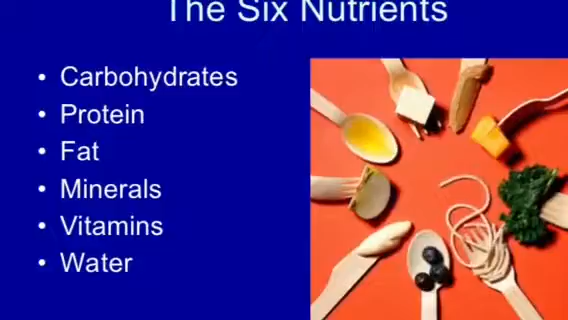 The Six Nutrients
• Carbohydrates
• Protein
• Fat
• Minerals
• Vitamins
• Water